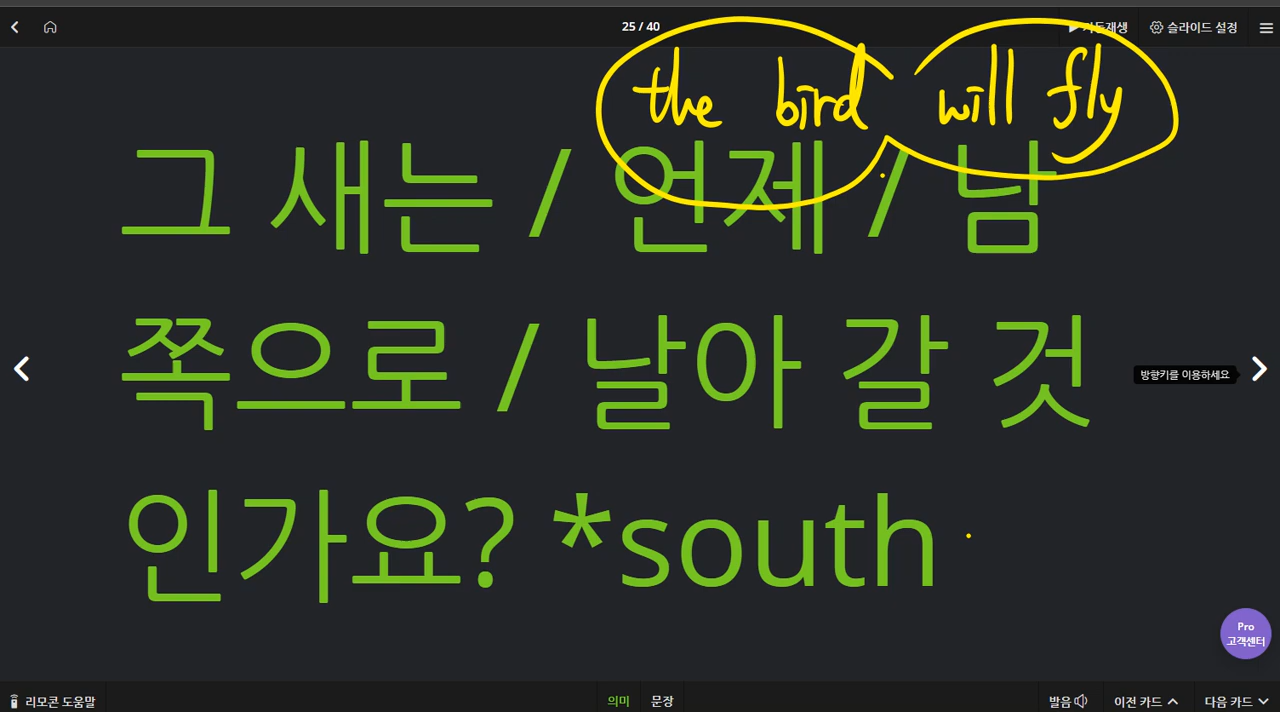 25 / 40
자동재생
슬라이드 설정
the bird will fly
그 새는 / 언제 / 남
쪽으로 / 날아 갈 것
인가요? *south
방향키를 이용하세요
Pro
고객센터
리모콘 도움말
의미
문장
발음
이전 카드
다음 카드